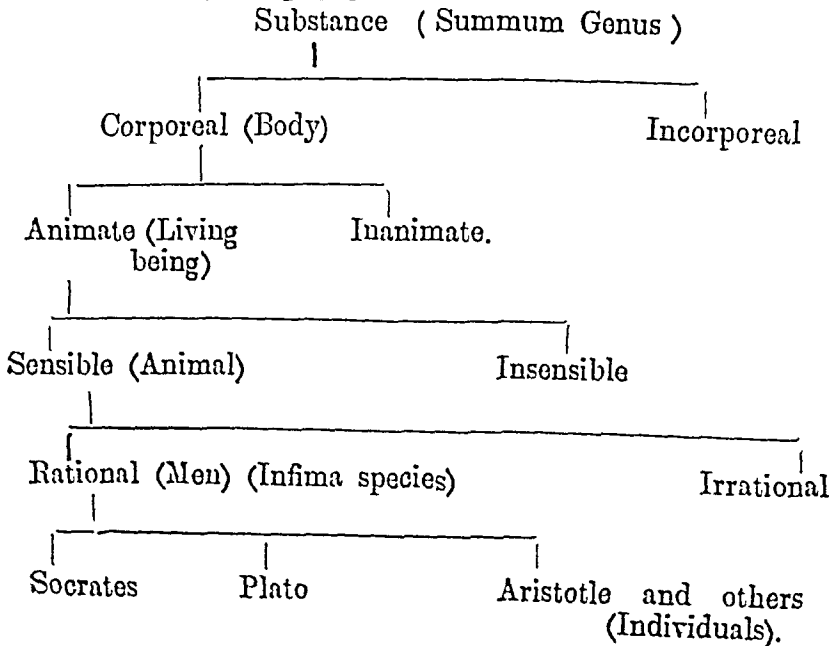 Substance ( Summum Genus )
Corporeal (Body) Incorporeal
Animate (Living Inanimate.
being)
Sensible (Animal) Insensible
Rational (Men) (Infima species) Irrational
Socrates Plato Aristotle and others
(Individuals).